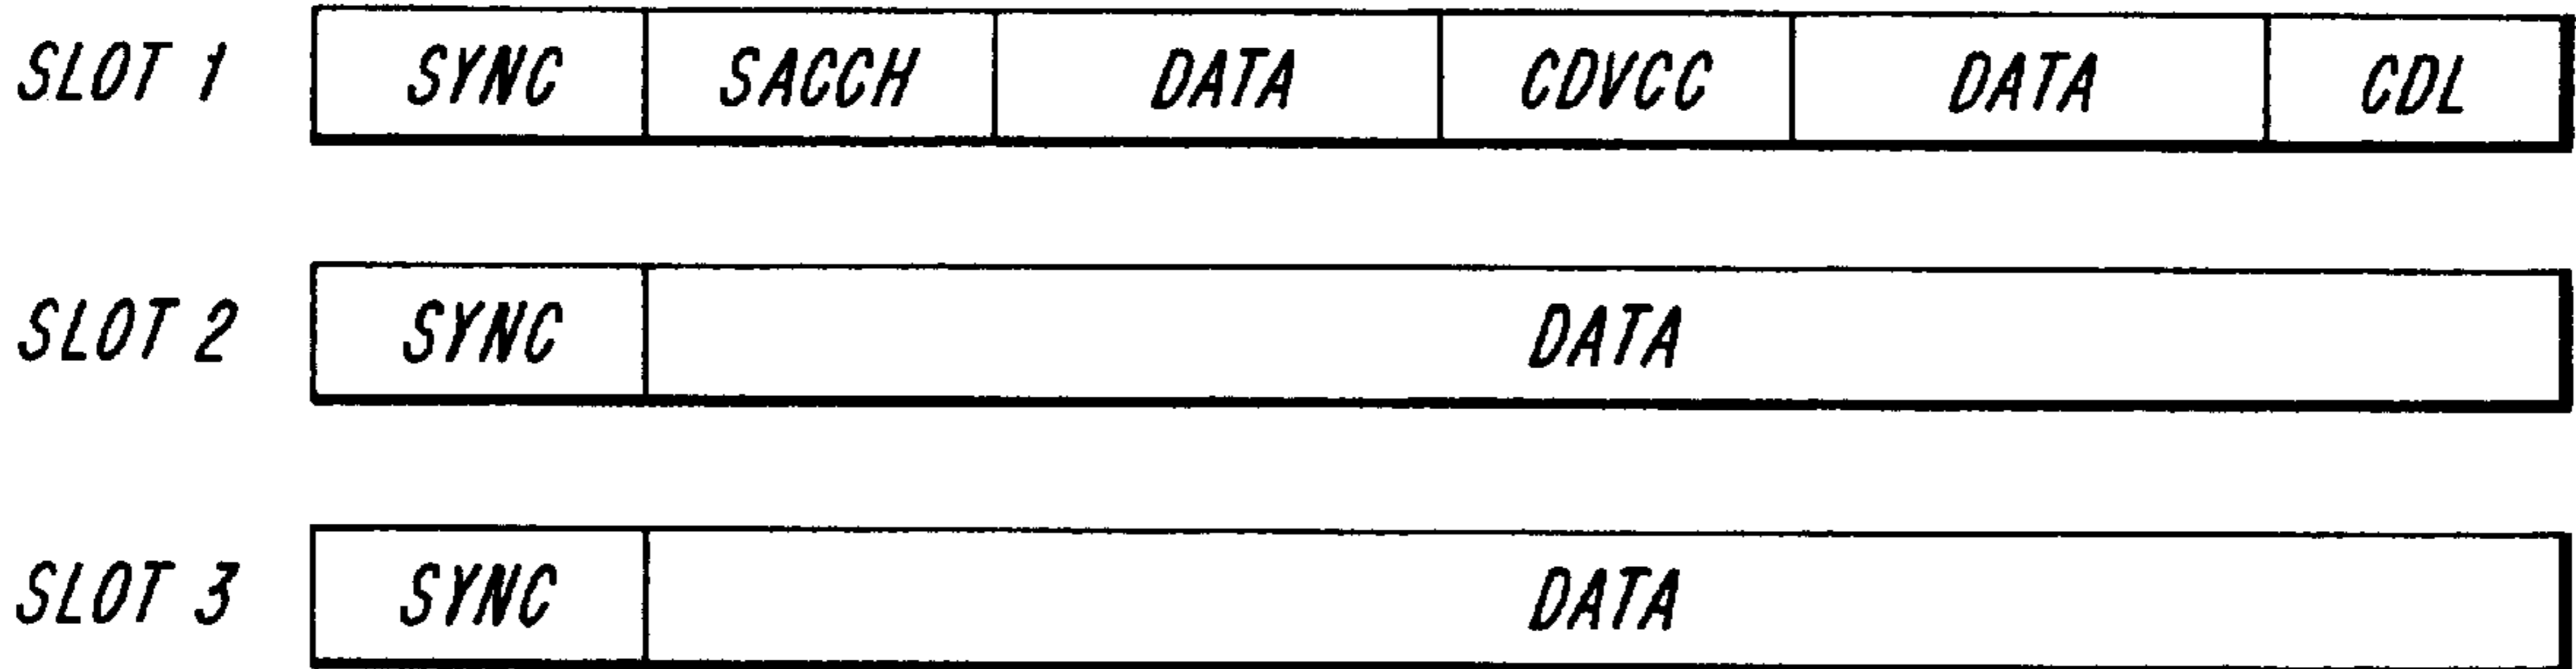 SLOT 1 SYNC SACCH DATA CDVCC DATA CDL
SLOT 2 SYNC DATA
SLOT 3 SYNC DATA